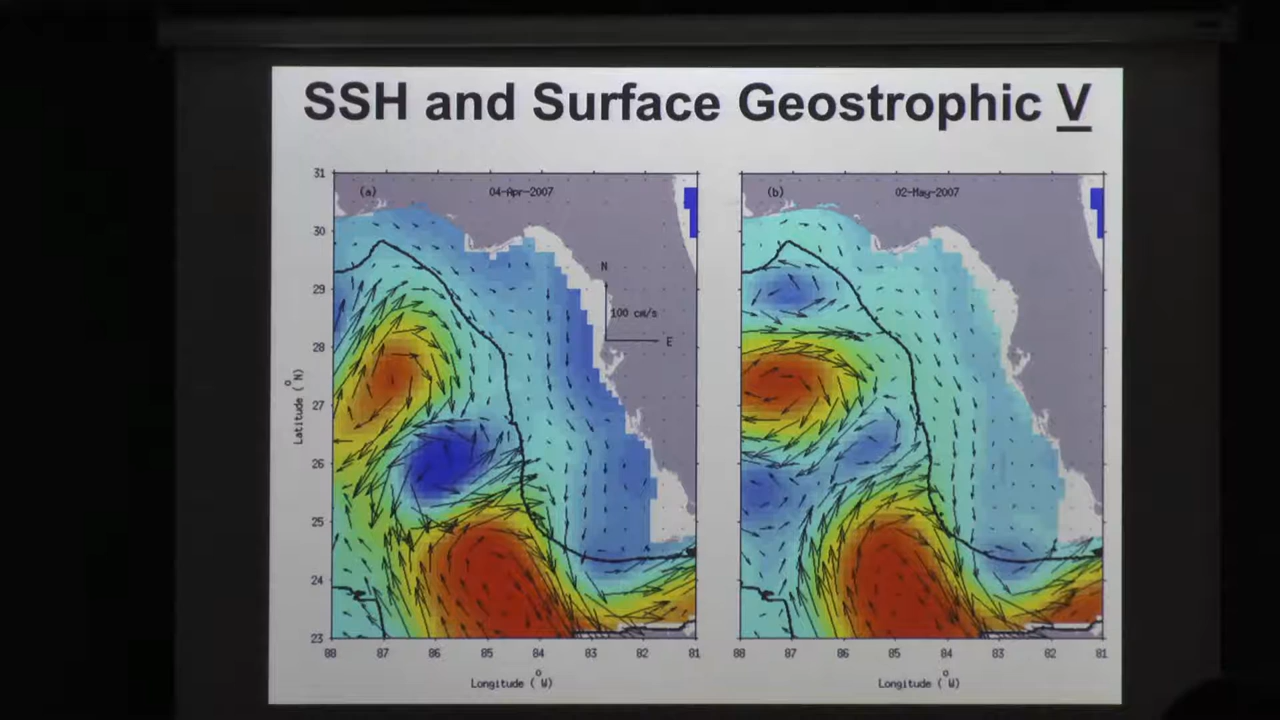 SSH and Surface Geostrophic V
(a) 04-Apr-2007
(b) 02-May-2007
31
30
29
28
27
26
25
24
23
Latitude (°N)
N
100 cm/s
E
88 87 86 85 84 83 82 81
88 87 86 85 84 83 82 81
Longitude (°W)
Longitude (°W)